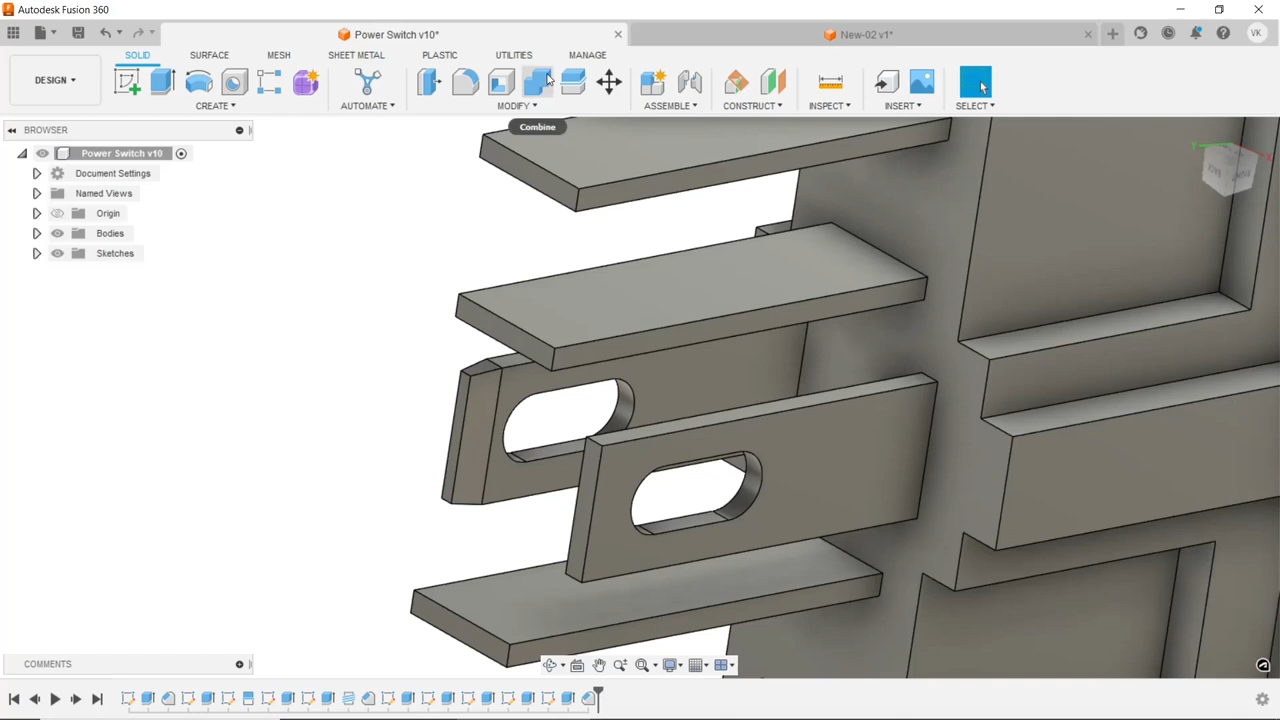 Autodesk Fusion 360
Power Switch v10*
New-02 v1*
VK
DESIGN
SOLID
SURFACE
MESH
SHEET METAL
PLASTIC
UTILITIES
MANAGE
CREATE
AUTOMATE
MODIFY
ASSEMBLE
CONSTRUCT
INSPECT
INSERT
SELECT
Combine
BROWSER
Power Switch v10
Document Settings
Named Views
Origin
Bodies
Sketches
COMMENTS